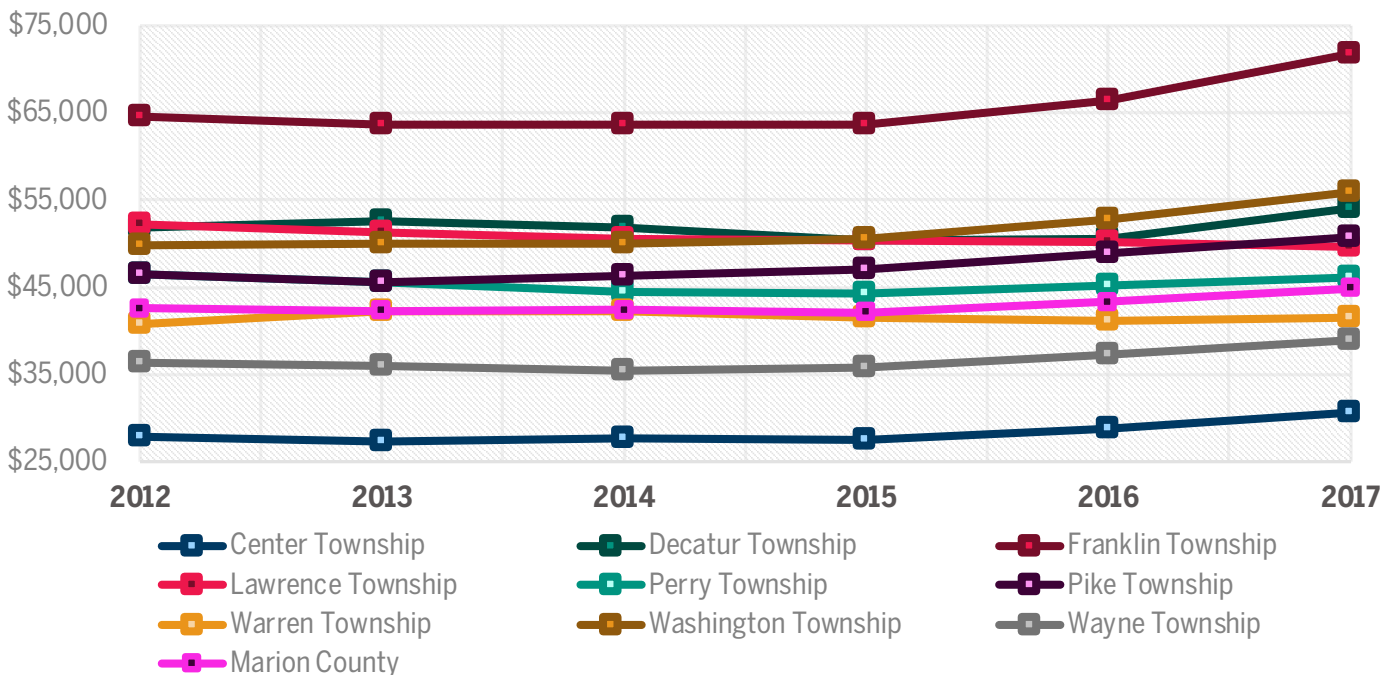 $75,000
$65,000
$55,000
$45,000
$35,000
$25,000
2012 2013 2014 2015 2016 2017
Center Township Decatur Township Franklin Township
Lawrence Township Perry Township Pike Township
Warren Township Washington Township Wayne Township
Marion County